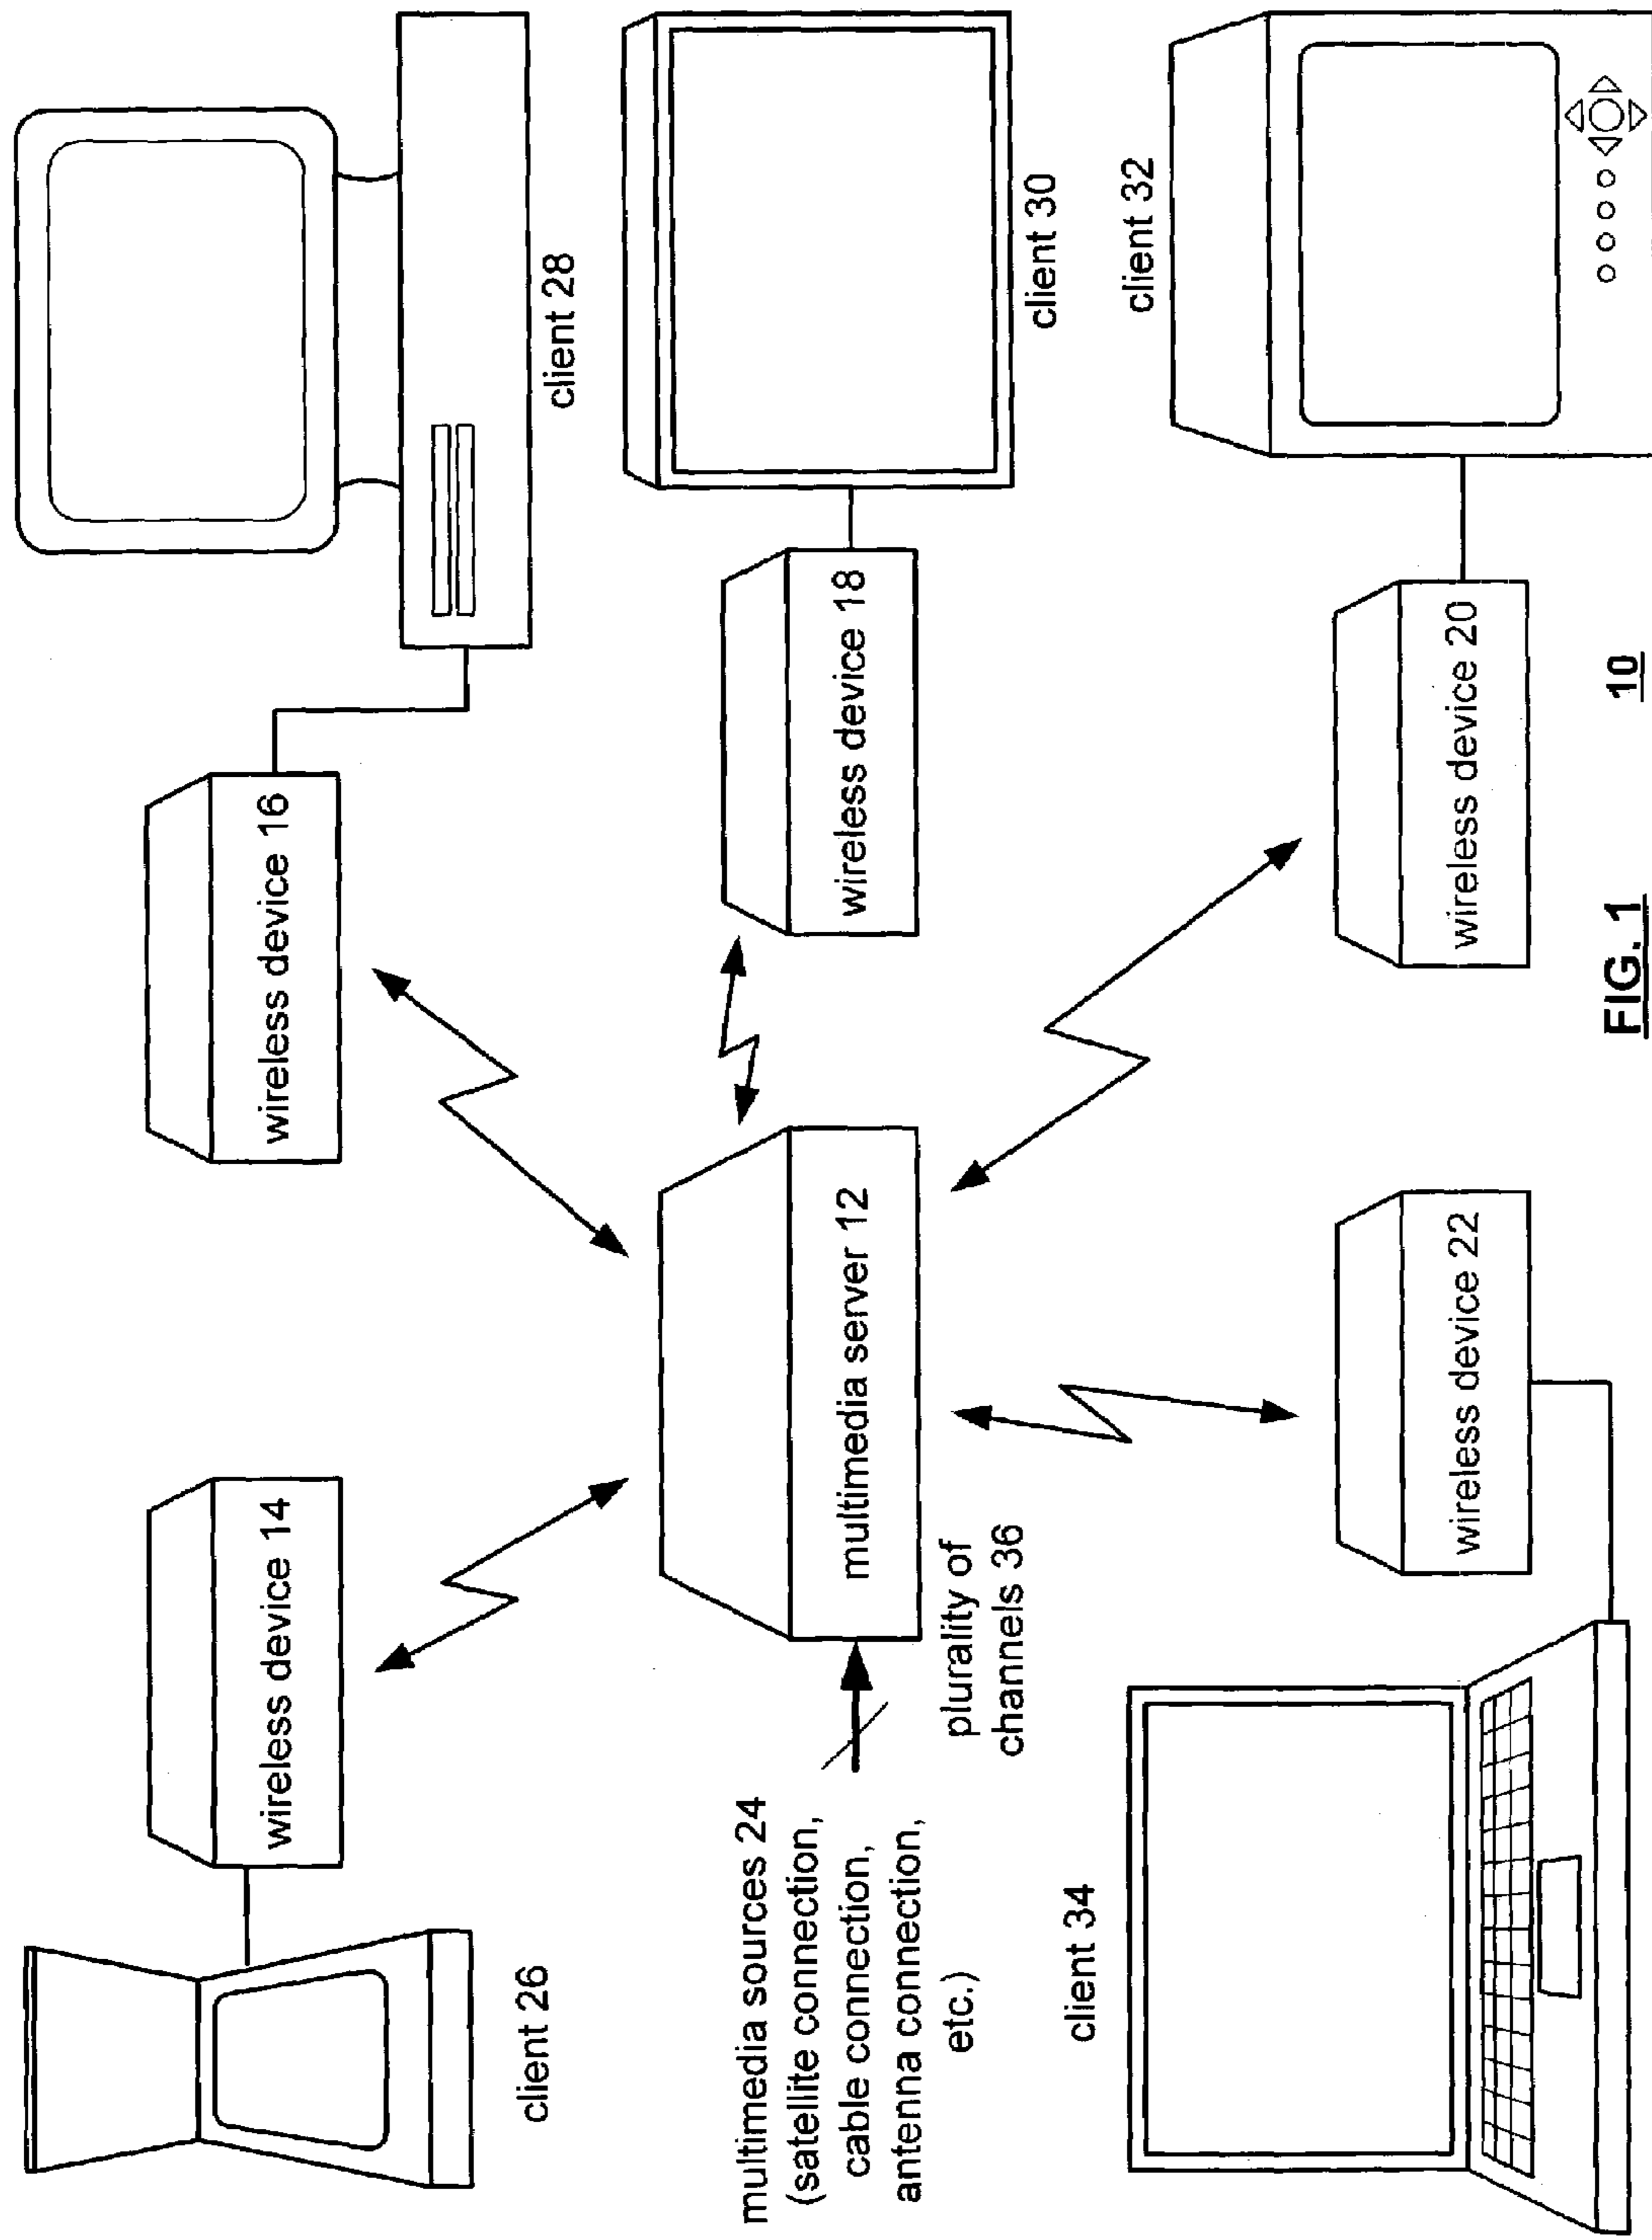 wireless device 14
wireless device 16
client 26
client 28
multimedia sources 24
(satellite connection,
cable connection,
antenna connection,
etc.)
plurality of
channels 36
multimedia server 12
wireless device 18
client 30
client 34
wireless device 22
wireless device 20
client 32
FIG. 1
10